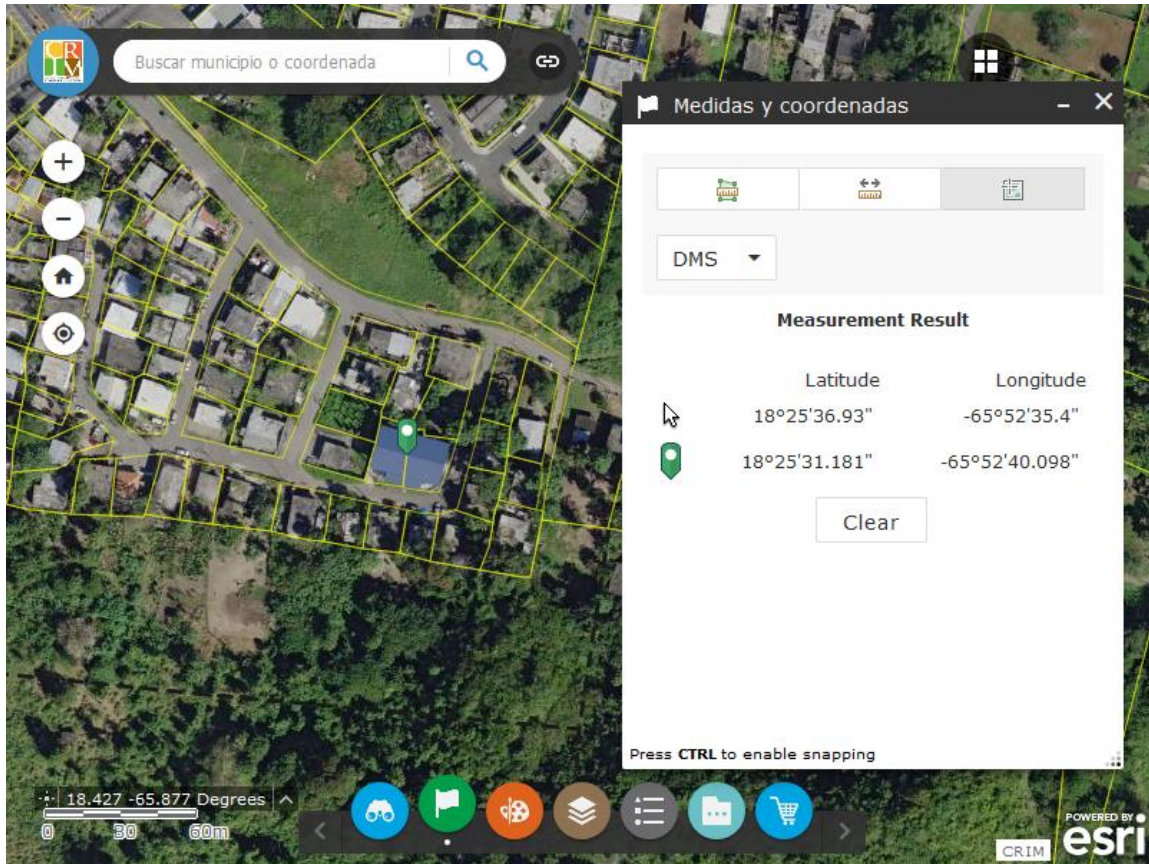 CRIM
Buscar municipio o coordenada
Medidas y coordenadas
DMS
Measurement Result
Latitude Longitude
18°25'36.93" -65°52'35.4"
18°25'31.181" -65°52'40.098"
Clear
Press CTRL to enable snapping
18.427 -65.877 Degrees
0 30 60m
CRIM
POWERED BY
esri